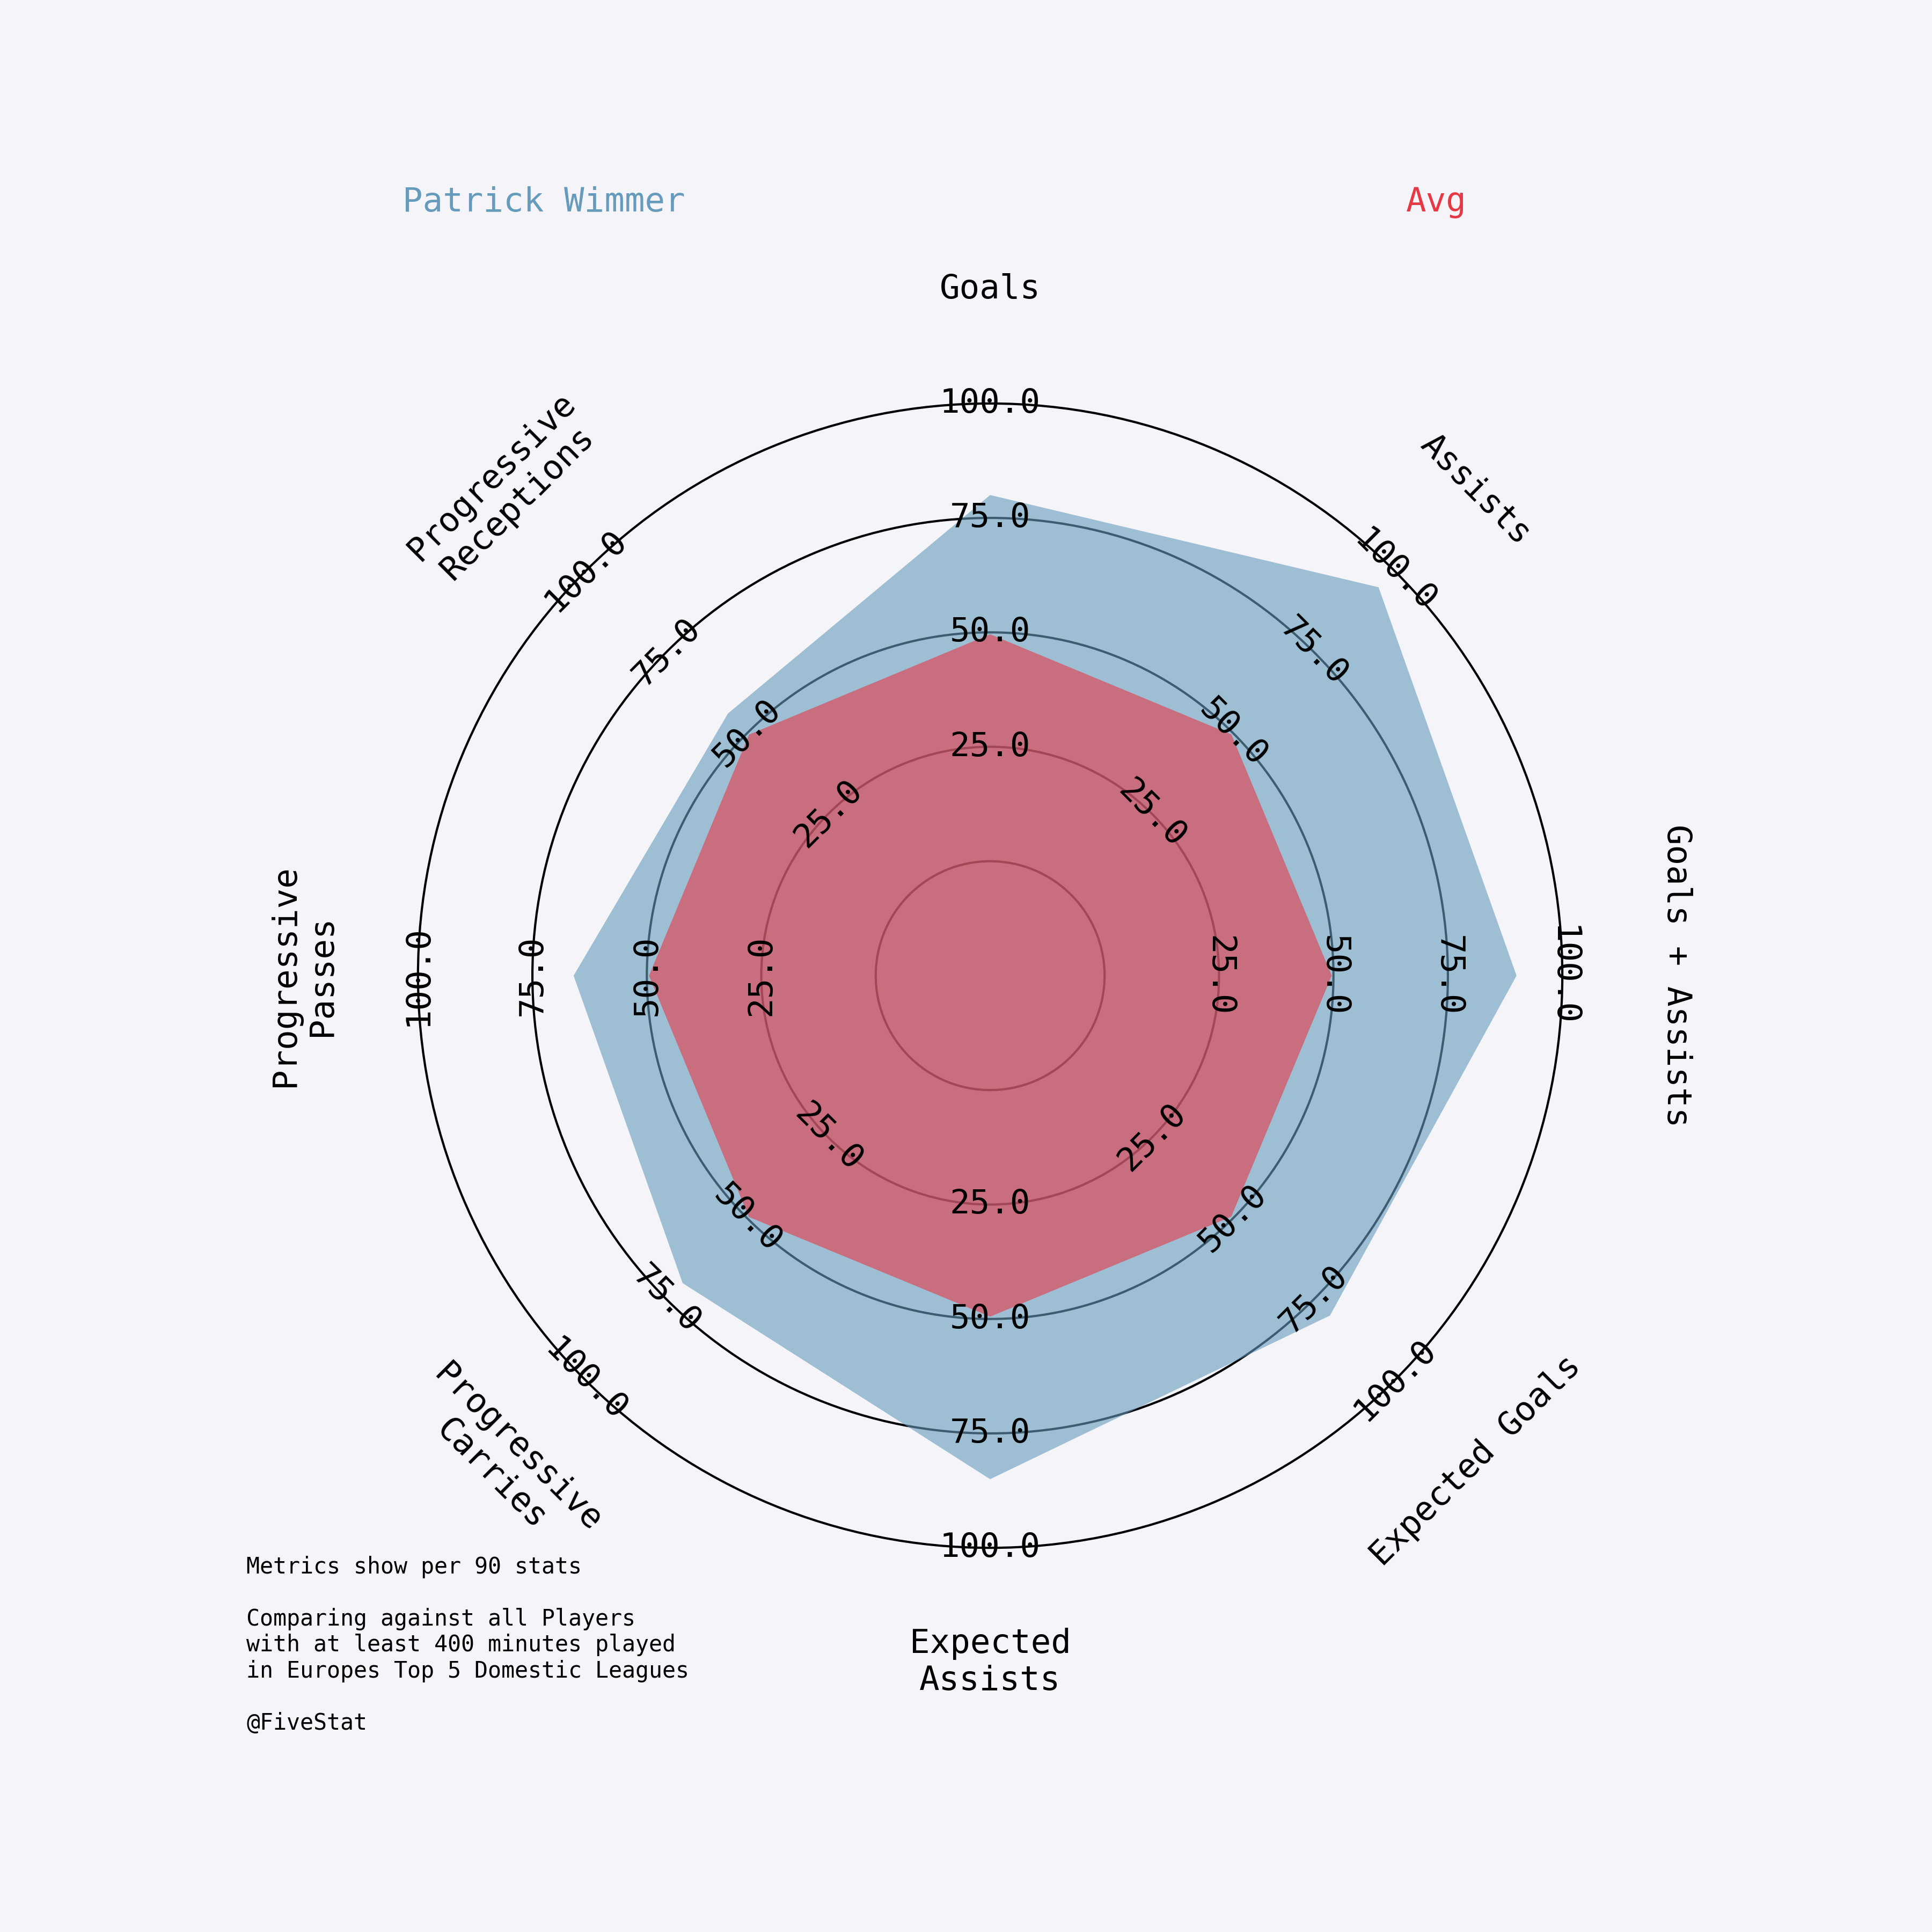 Patrick Wimmer
Avg
Goals
Assists
Goals + Assists
Expected Goals
Expected
Assists
Progressive
Carries
Progressive
Passes
Progressive
Receptions
25.0
50.0
75.0
100.0
25.0
50.0
75.0
100.0
25.0
50.0
75.0
100.0
25.0
50.0
75.0
100.0
25.0
50.0
75.0
100.0
25.0
50.0
75.0
100.0
25.0
50.0
75.0
100.0
25.0
50.0
75.0
100.0
Metrics show per 90 stats
Comparing against all Players
with at least 400 minutes played
in Europes Top 5 Domestic Leagues
@FiveStat